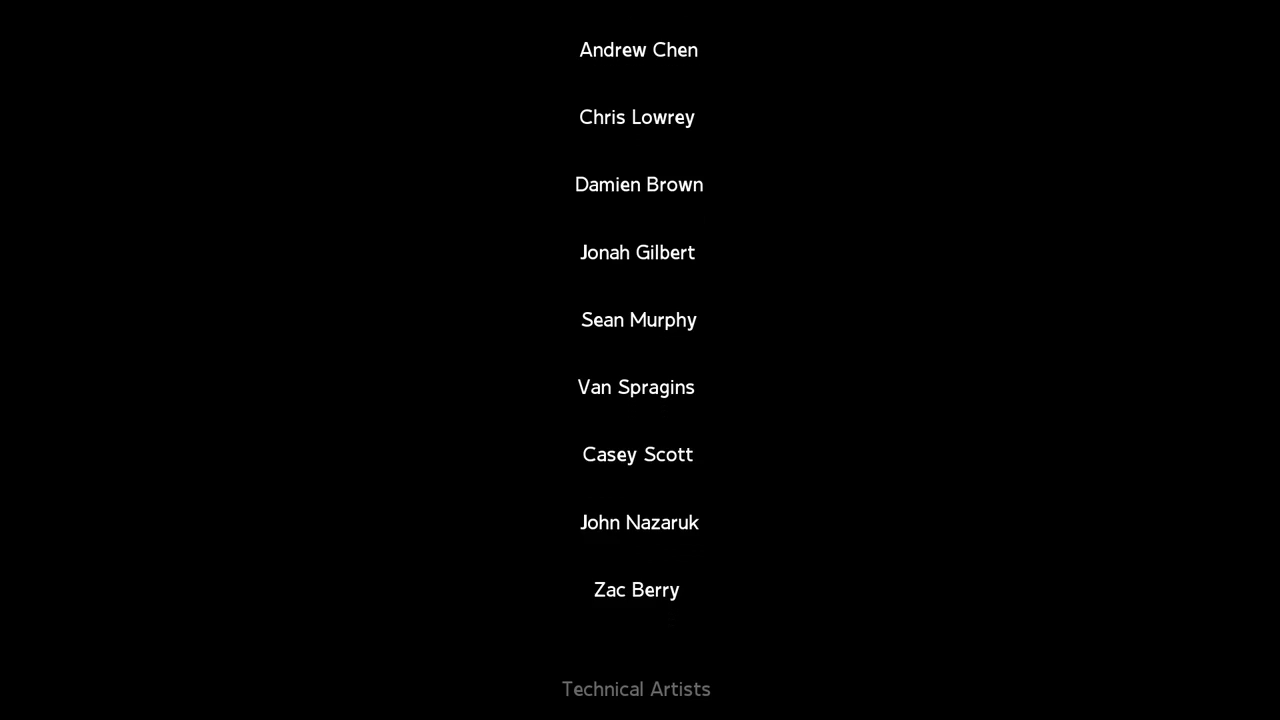 Andrew Chen
Chris Lowrey
Damien Brown
Jonah Gilbert
Sean Murphy
Van Spragins
Casey Scott
John Nazaruk
Zac Berry
Technical Artists